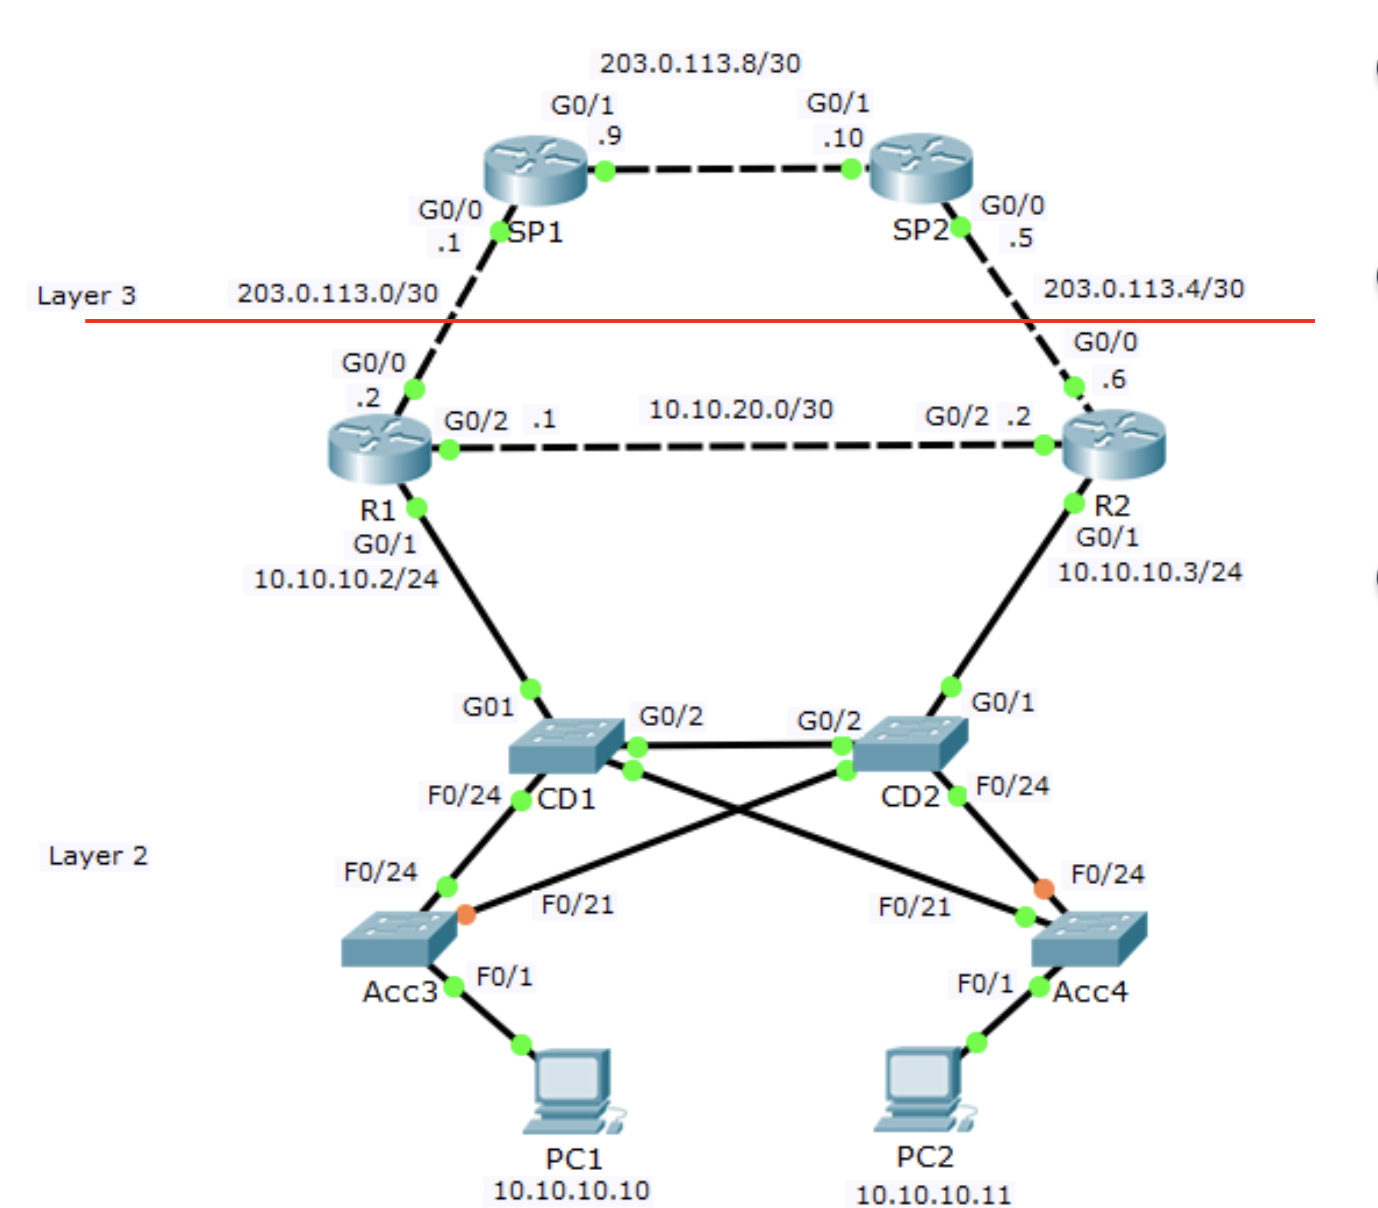 203.0.113.8/30
G0/1
G0/1
.9
.10
G0/0
.1
SP1
SP2
G0/0
.5
Layer 3
203.0.113.0/30
203.0.113.4/30
G0/0
.2
G0/0
.6
G0/2 .1
10.10.20.0/30
G0/2 .2
R1
G0/1
10.10.10.2/24
R2
G0/1
10.10.10.3/24
G01
G0/2
G0/2
G0/1
F0/24
CD1
CD2
F0/24
Layer 2
F0/24
F0/21
F0/21
F0/24
Acc3
F0/1
F0/1
Acc4
PC1
10.10.10.10
PC2
10.10.10.11